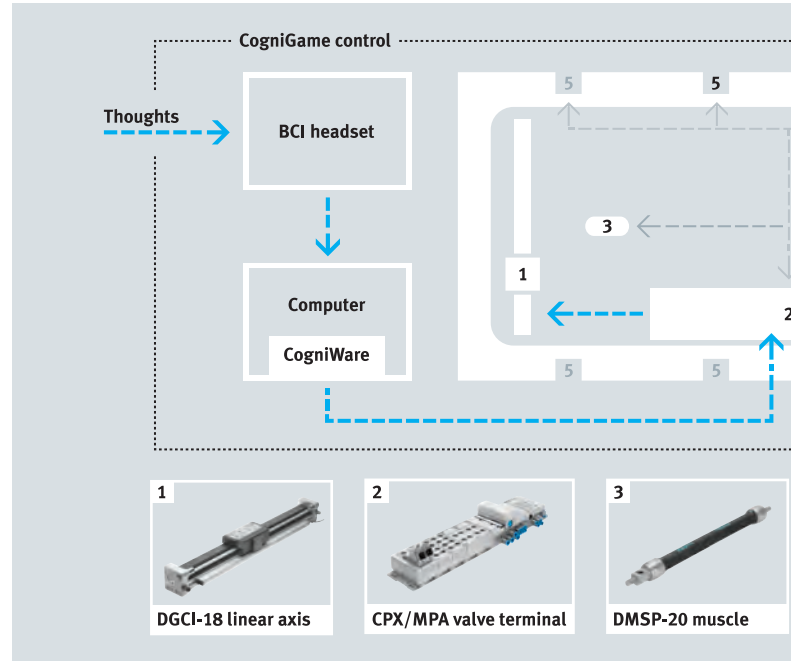 CogniGame control
5 5
Thoughts
BCI headset
3
1
Computer
2
CogniWare
5 5
1
2
3
DGCI-18 linear axis
CPX/MPA valve terminal
DMSP-20 muscle